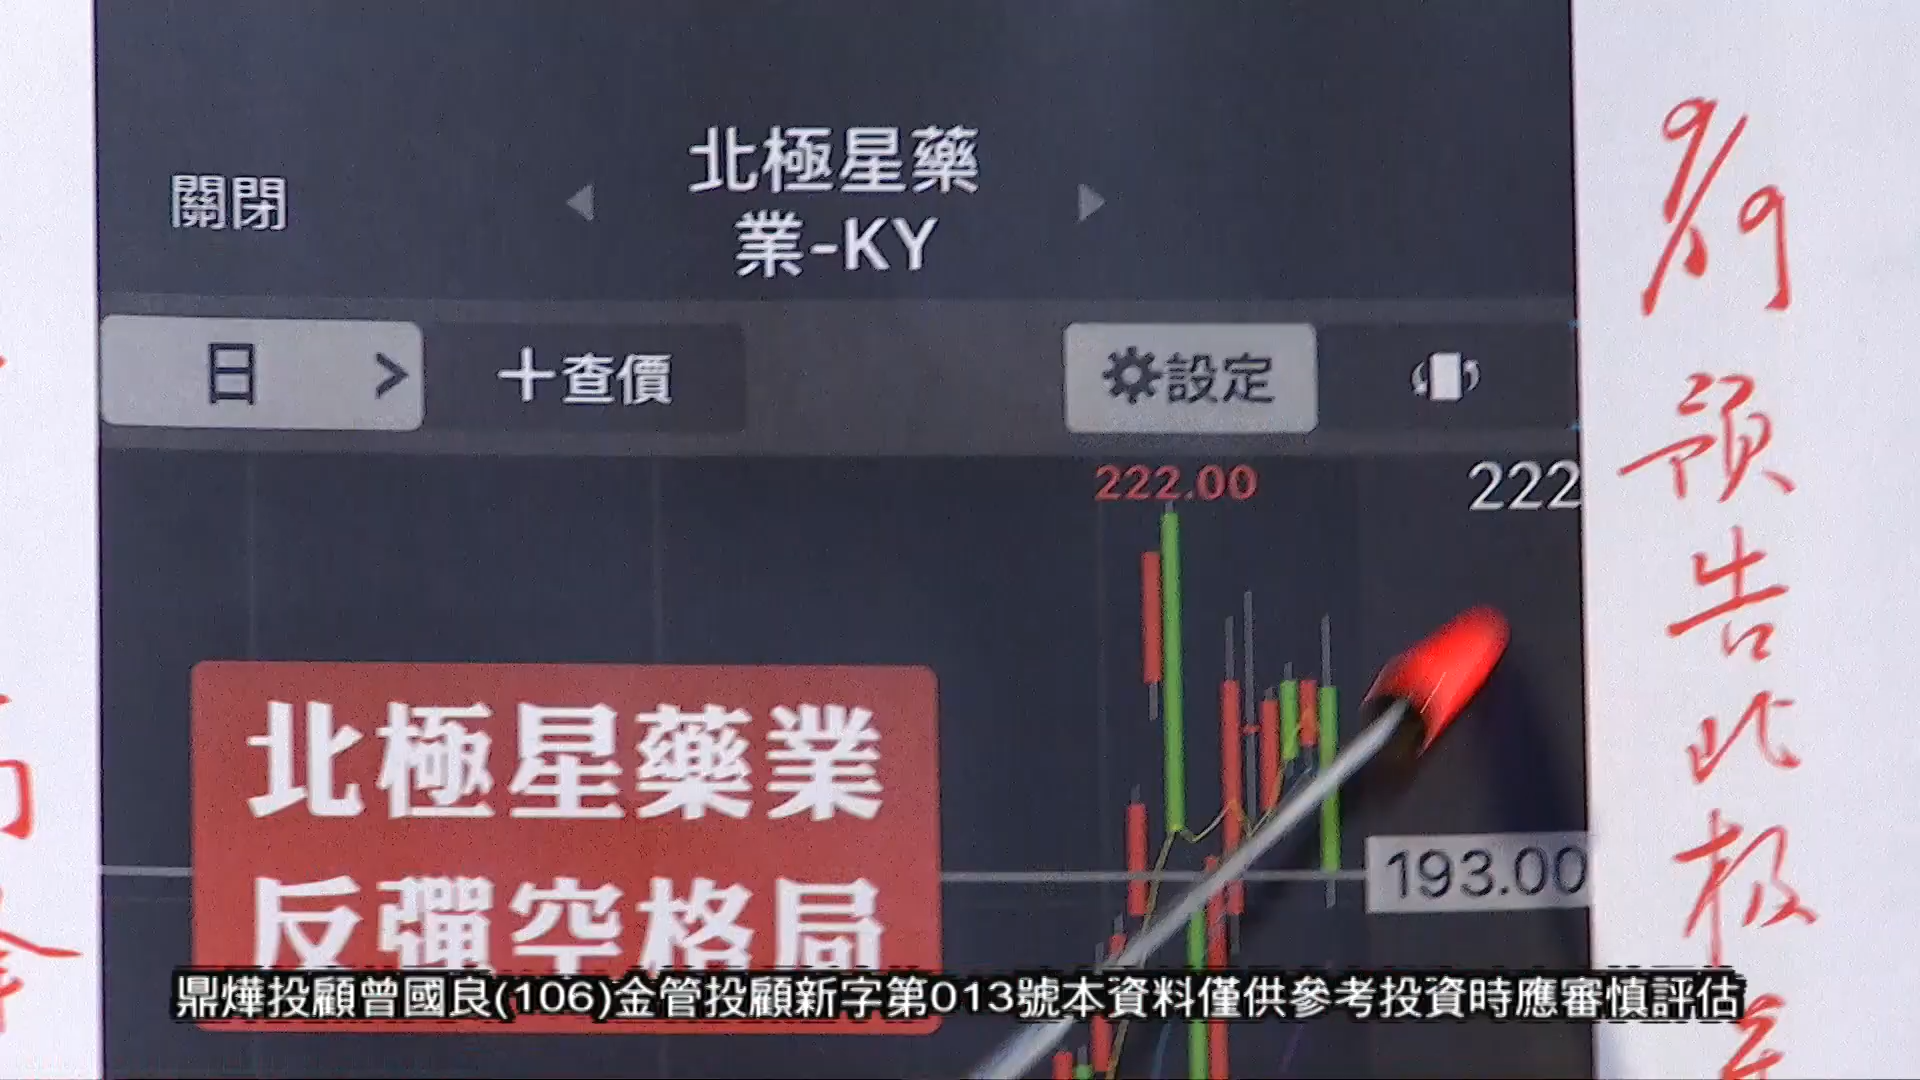 北極星藥
業-KY
關閉
日 >
十查價
設定
222.00
222
193.00
北極星藥業
反彈空格局
9/19
預告北极
鼎燁投顧曾國良(106)金管投顧新字第013號本資料僅供參考投資時應審慎評估